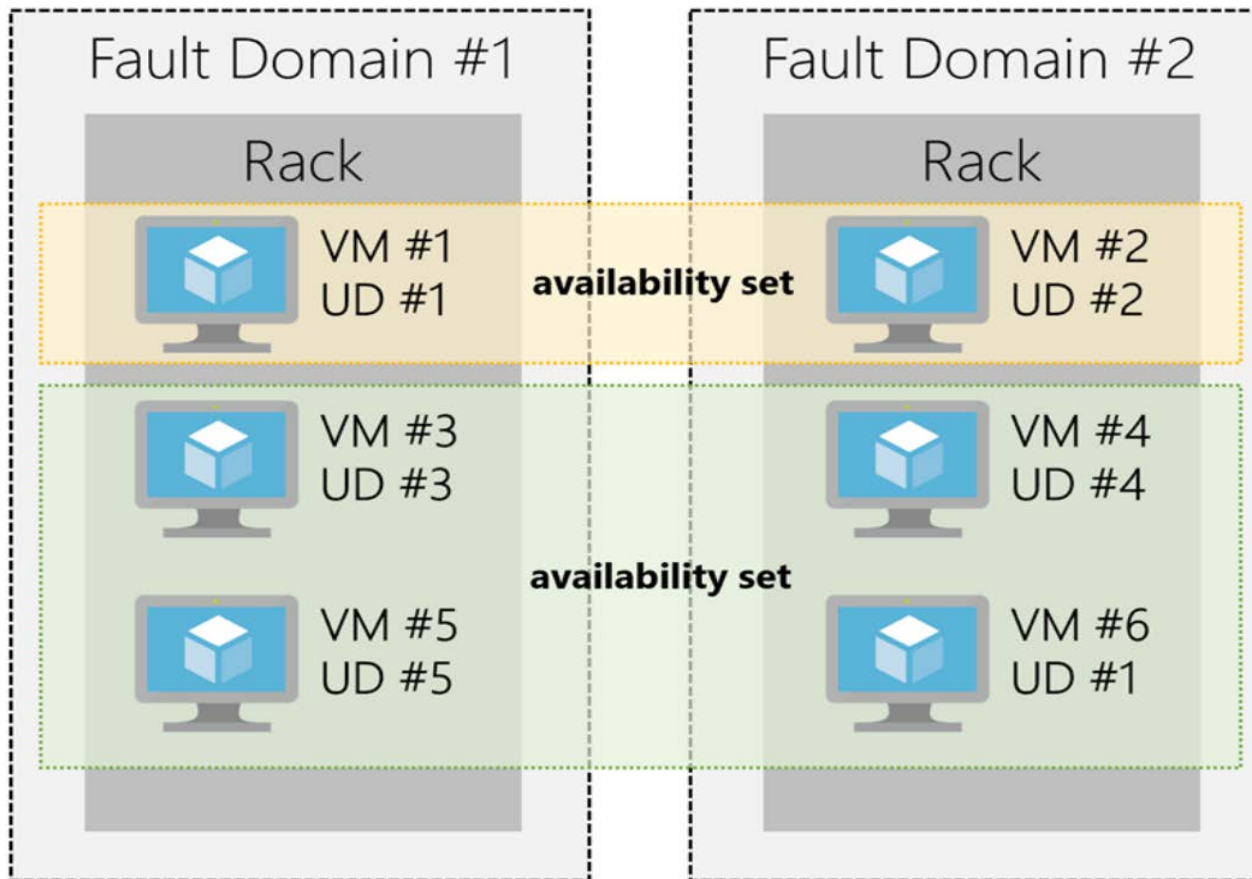 Fault Domain #1
Rack
VM #1
UD #1
Fault Domain #2
Rack
VM #2
UD #2
availability set
VM #3
UD #3
VM #4
UD #4
availability set
VM #5
UD #5
VM #6
UD #1